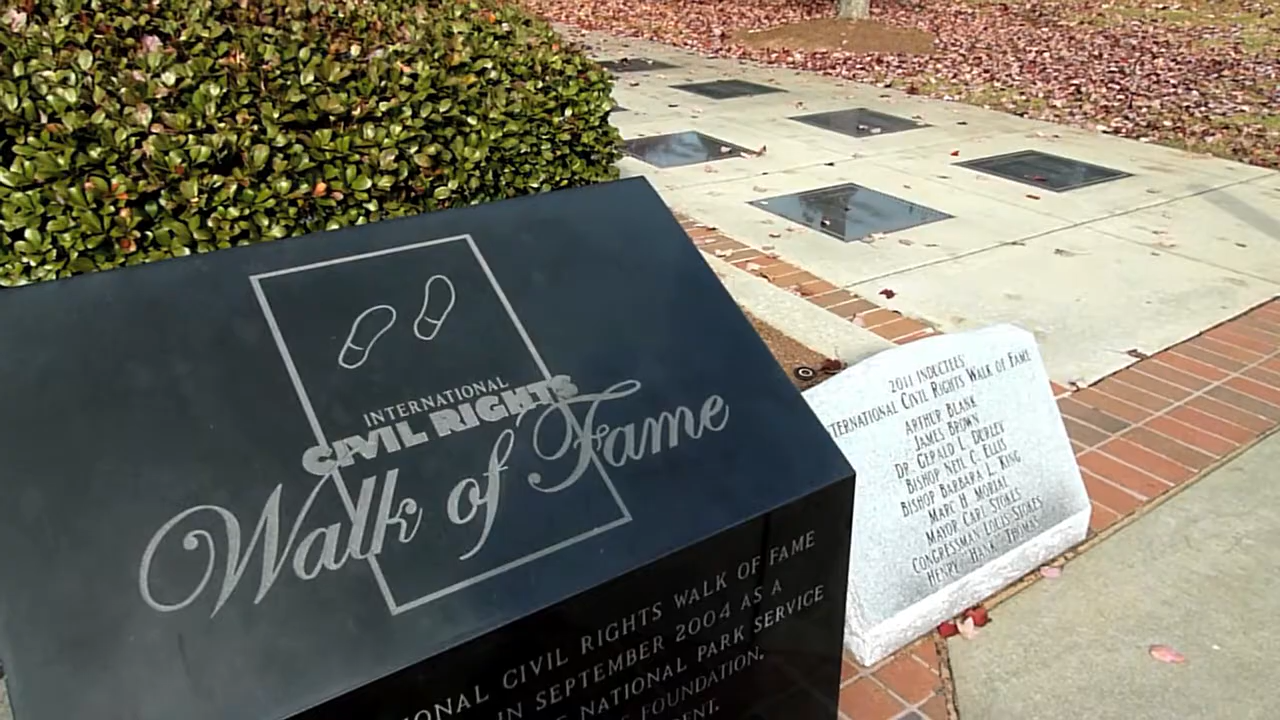 INTERNATIONAL
CIVIL RIGHTS
Walk of Fame
CIVIL RIGHTS WALK OF FAME
IN SEPTEMBER 2004 AS A
NATIONAL PARK SERVICE
FOUNDATION.
2011 INDUCTEES
CIVIL RIGHTS WALK OF FAME
ARTHUR BLANK
JAMES BROWN
DR. GERALD L. DURLEY
BISHOP NEIL C. ELLIS
BISHOP BARBARA L. KING
MARC H. MORIAL
MAYOR CARL STOKES
CONGRESSMAN LOUIS STOKES
HENRY "HANK" THOMAS